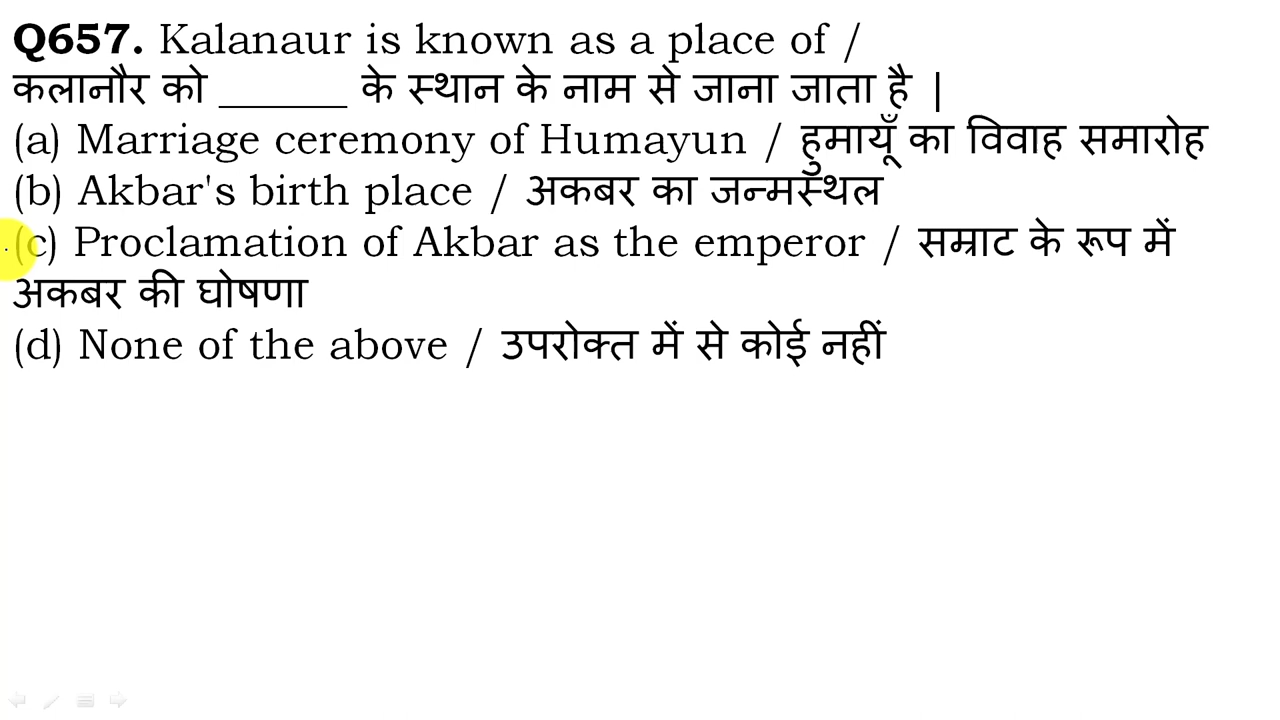 Q657. Kalanaur is known as a place of /
कलानौर को ______ के स्थान के नाम से जाना जाता है |
(a) Marriage ceremony of Humayun / हुमायूँ का विवाह समारोह
(b) Akbar's birth place / अकबर का जन्मस्थल
(c) Proclamation of Akbar as the emperor / सम्राट के रूप में
अकबर की घोषणा
(d) None of the above / उपरोक्त में से कोई नहीं